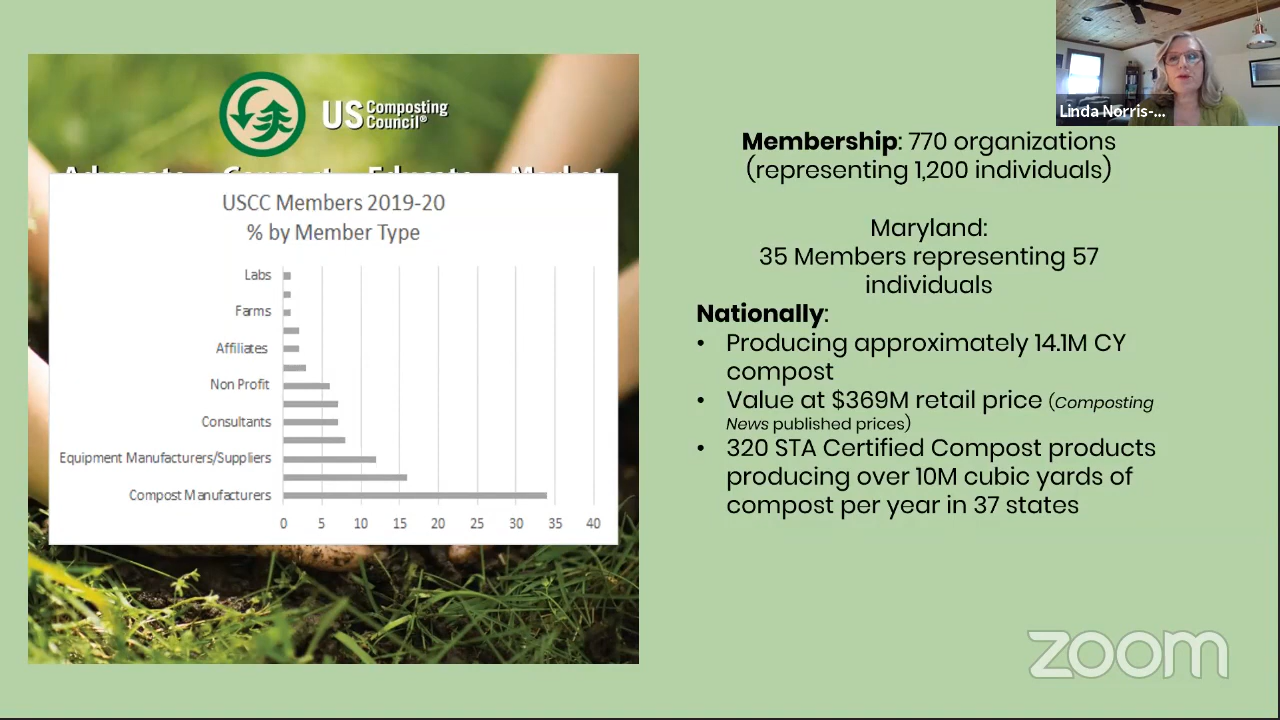 US Composting Council®
Advocate Connect Educate Market
USCC Members 2019-20
% by Member Type
Labs
Farms
Affiliates
Non Profit
Consultants
Equipment Manufacturers/Suppliers
Compost Manufacturers
0 5 10 15 20 25 30 35 40
Linda Norris-...
Membership: 770 organizations
(representing 1,200 individuals)
Maryland:
35 Members representing 57
individuals
Nationally:
• Producing approximately 14.1M CY
compost
• Value at $369M retail price (Composting
News published prices)
• 320 STA Certified Compost products
producing over 10M cubic yards of
compost per year in 37 states
zoom